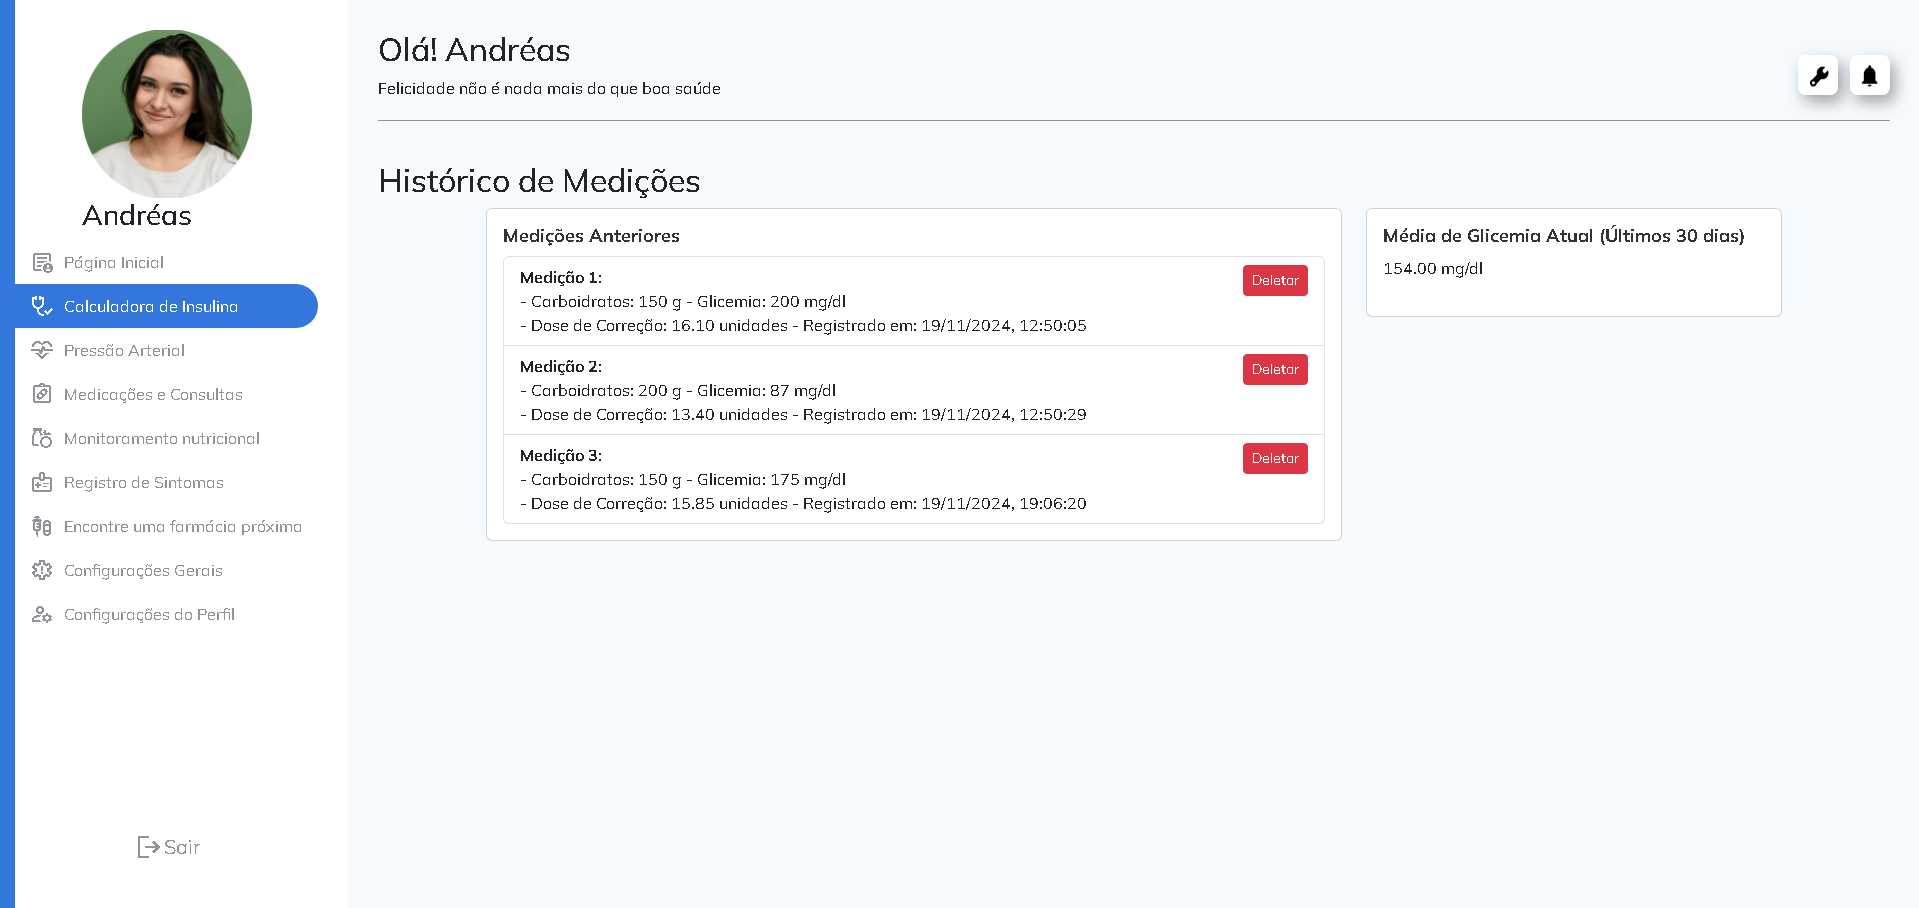 Andréas
Página Inicial
Calculadora de Insulina
Pressão Arterial
Medicações e Consultas
Monitoramento nutricional
Registro de Sintomas
Encontre uma farmácia próxima
Configurações Gerais
Configurações do Perfil
Sair
Olá! Andréas
Felicidade não é nada mais do que boa saúde
Histórico de Medições
Medições Anteriores
Medição 1:
Deletar
- Carboidratos: 150 g - Glicemia: 200 mg/dl
- Dose de Correção: 16.10 unidades - Registrado em: 19/11/2024, 12:50:05
Medição 2:
Deletar
- Carboidratos: 200 g - Glicemia: 87 mg/dl
- Dose de Correção: 13.40 unidades - Registrado em: 19/11/2024, 12:50:29
Medição 3:
Deletar
- Carboidratos: 150 g - Glicemia: 175 mg/dl
- Dose de Correção: 15.85 unidades - Registrado em: 19/11/2024, 19:06:20
Média de Glicemia Atual (Últimos 30 dias)
154.00 mg/dl